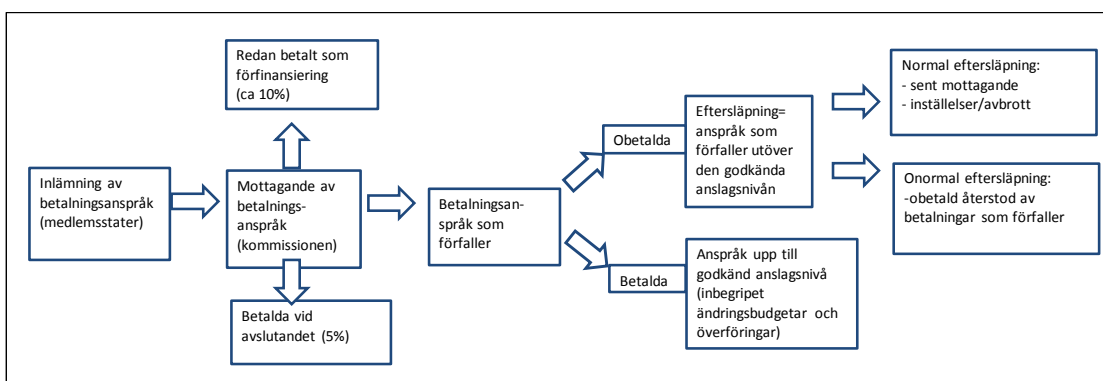 Inlämning av
betalningsanspråk
(medlemsstater)
Redan betalt som
förfinansiering
(ca 10%)
Mottagande av
betalnings-
anspråk
(kommissionen)
Betalda vid
avslutandet (5%)
Betalningsan-
språk som
förfaller
Obetalda
Eftersläpning=
anspråk som
förfaller utöver
den godkända
anslagsnivån
Normal eftersläpning:
- sent mottagande
- inställelser/avbrott
Onormal eftersläpning:
-obetald återstod av
betalningar som förfaller
Betalda
Anspråk upp till
godkänd anslagsnivå
(inbegripet
ändringsbudgetar och
överföringar)